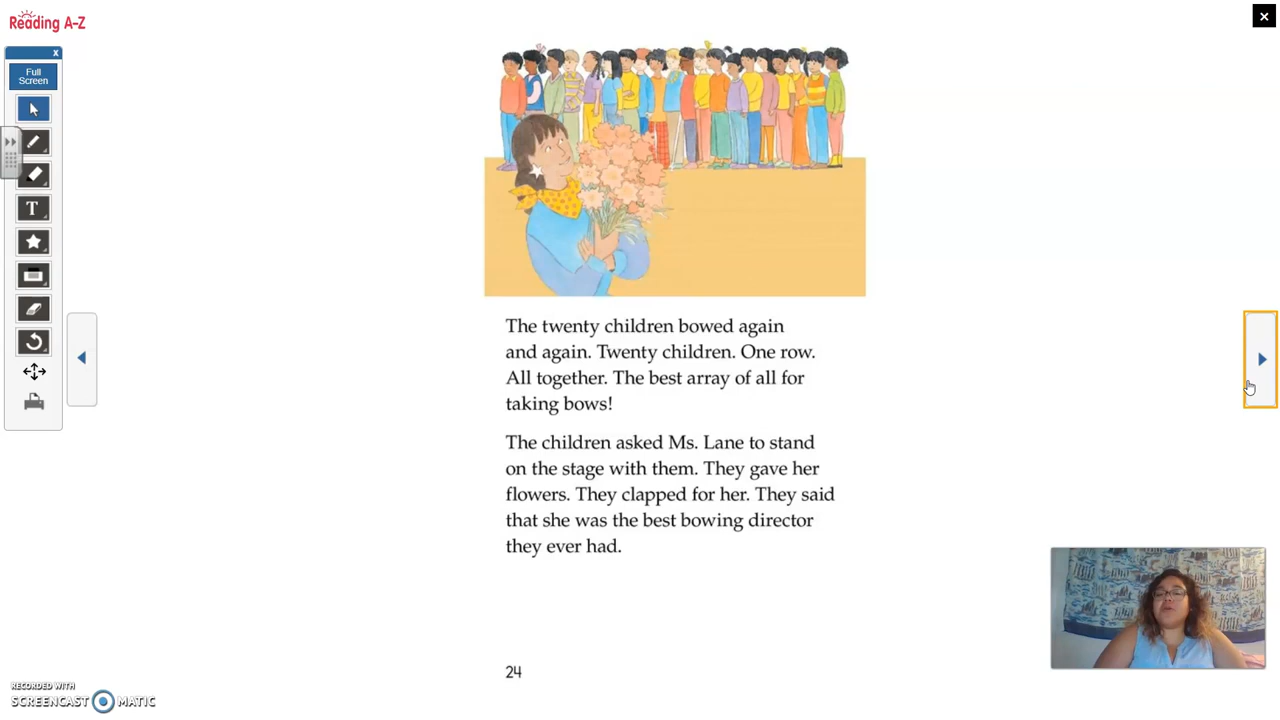 Reading A-Z
x
Full
Screen
T
The twenty children bowed again
and again. Twenty children. One row.
All together. The best array of all for
taking bows!
The children asked Ms. Lane to stand
on the stage with them. They gave her
flowers. They clapped for her. They said
that she was the best bowing director
they ever had.
24
RECORDED WITH
SCREENCAST MATIC